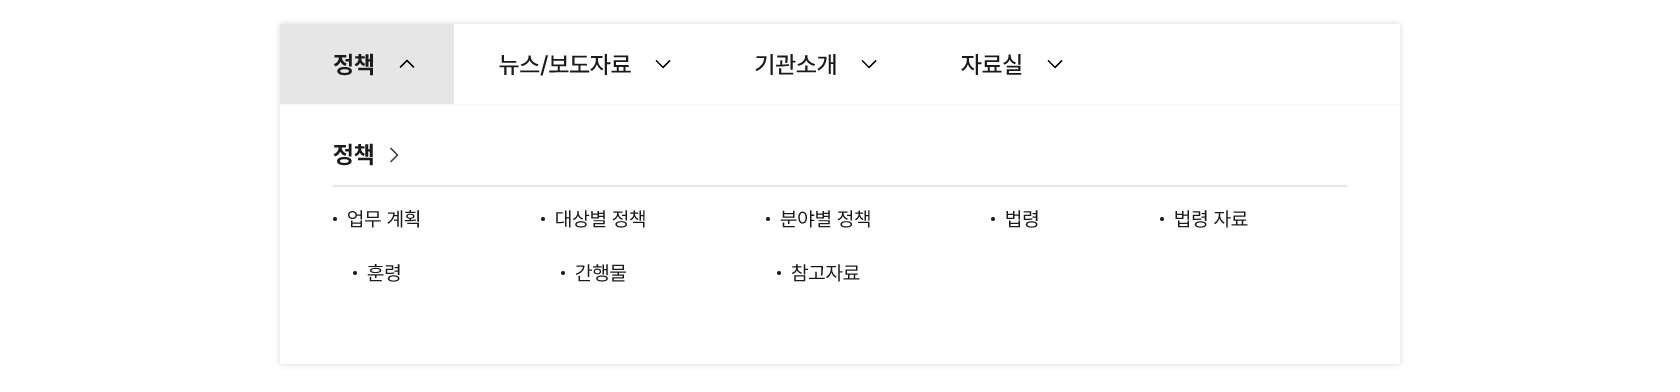 정책 뉴스/보도자료 기관소개 자료실
정책
• 업무 계획 • 대상별 정책 • 분야별 정책 • 법령 • 법령 자료
• 훈령 • 간행물 • 참고자료